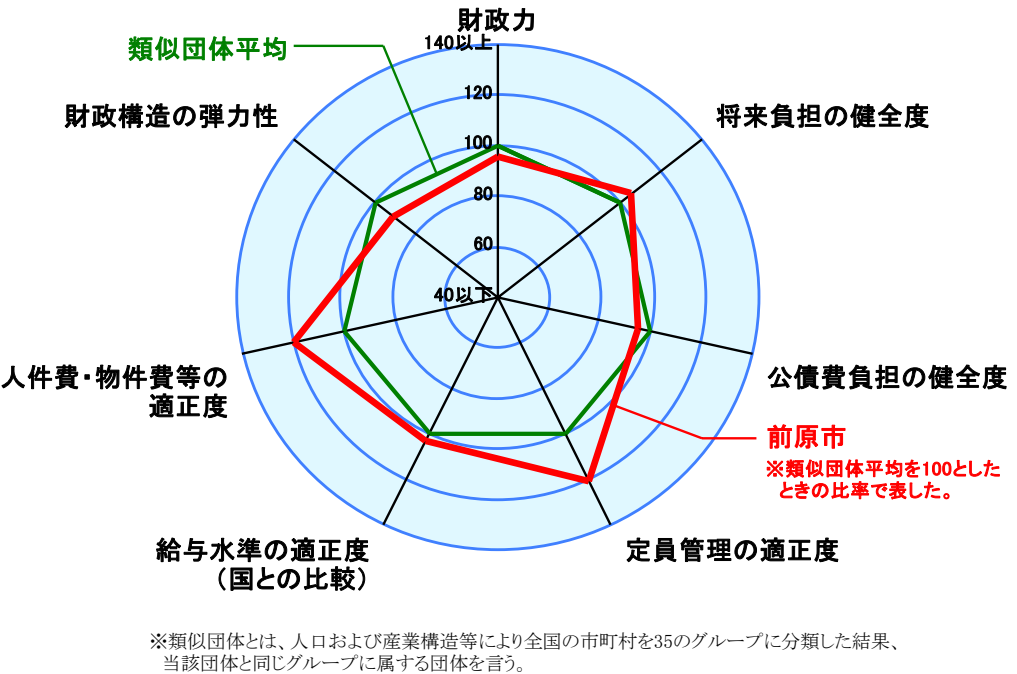 財政力
140以上
類似団体平均
120
財政構造の弾力性
将来負担の健全度
100
80
60
40以下
人件費・物件費等の
適正度
公債費負担の健全度
前原市
※類似団体平均を100とした
ときの比率で表した。
給与水準の適正度
（国との比較）
定員管理の適正度
※類似団体とは、人口および産業構造等により全国の市町村を35のグループに分類した結果、
当該団体と同じグループに属する団体を言う。